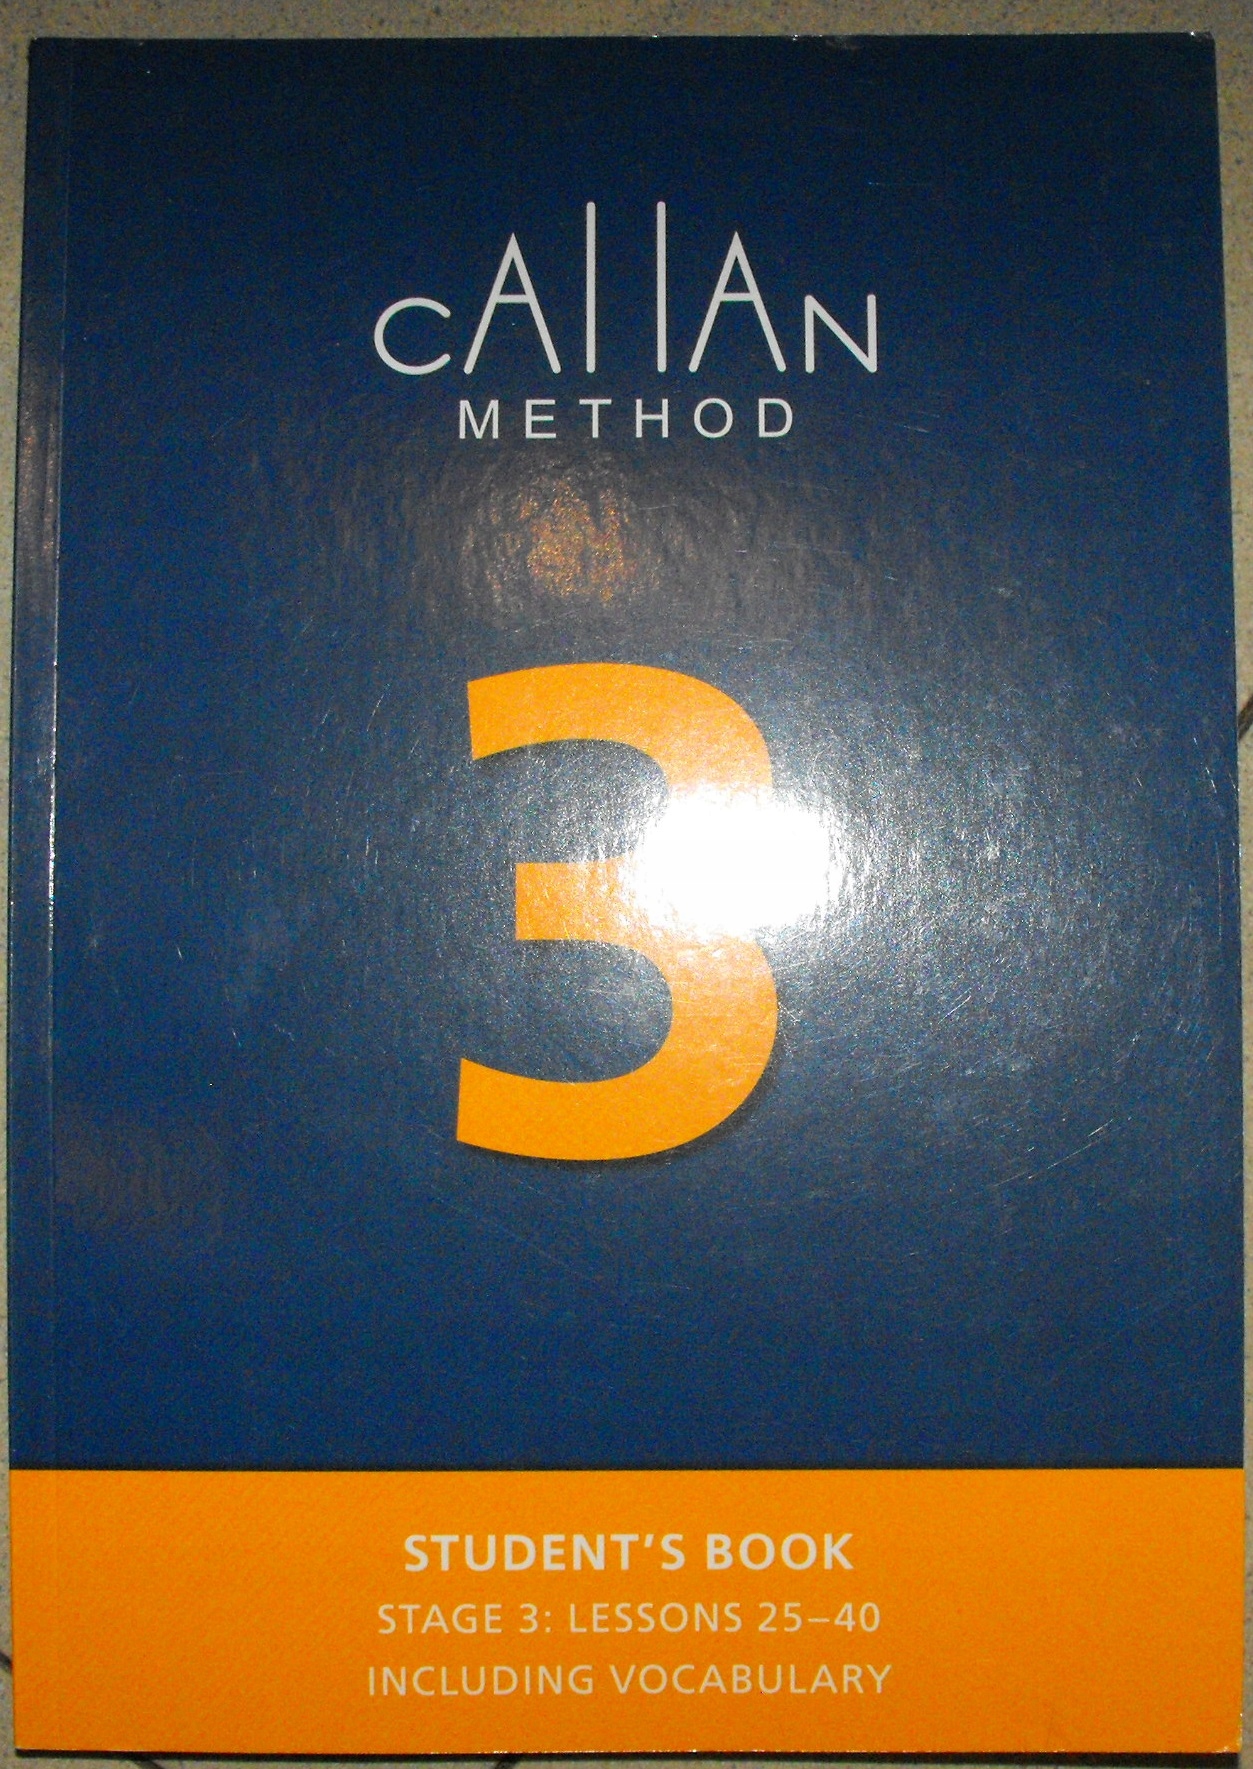 CAllAN
METHOD
3
STUDENT'S BOOK
STAGE 3: LESSONS 25–40
INCLUDING VOCABULARY